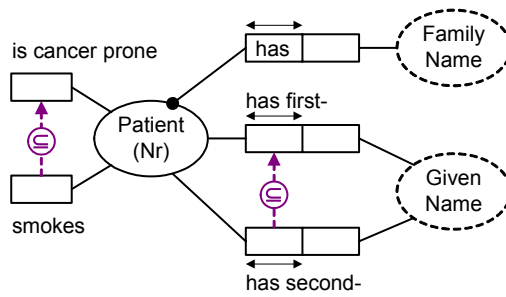 is cancer prone
has
Family
Name
Patient
(Nr)
has first-
Given
Name
smokes
has second-